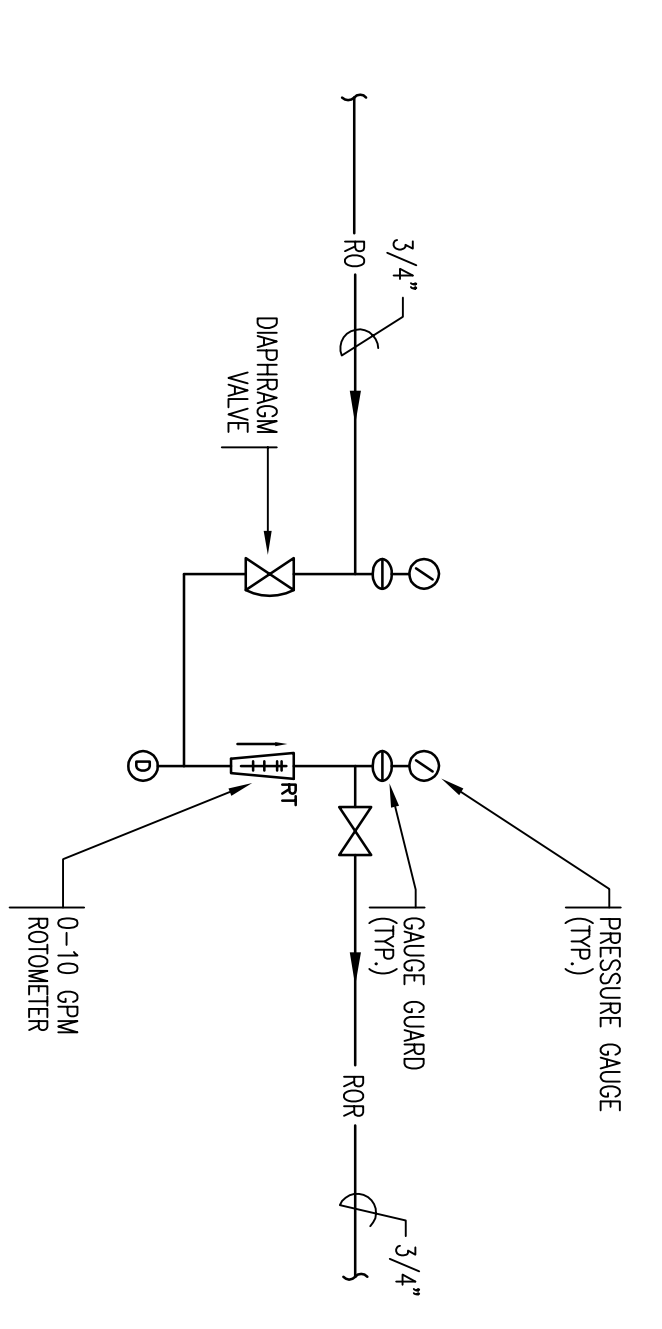 PRESSURE GAUGE
(TYP.)
GAUGE GUARD
(TYP.)
3/4"
RO
ROR
3/4"
DIAPHRAGM
VALVE
RT
D
0-10 GPM
ROTOMETER